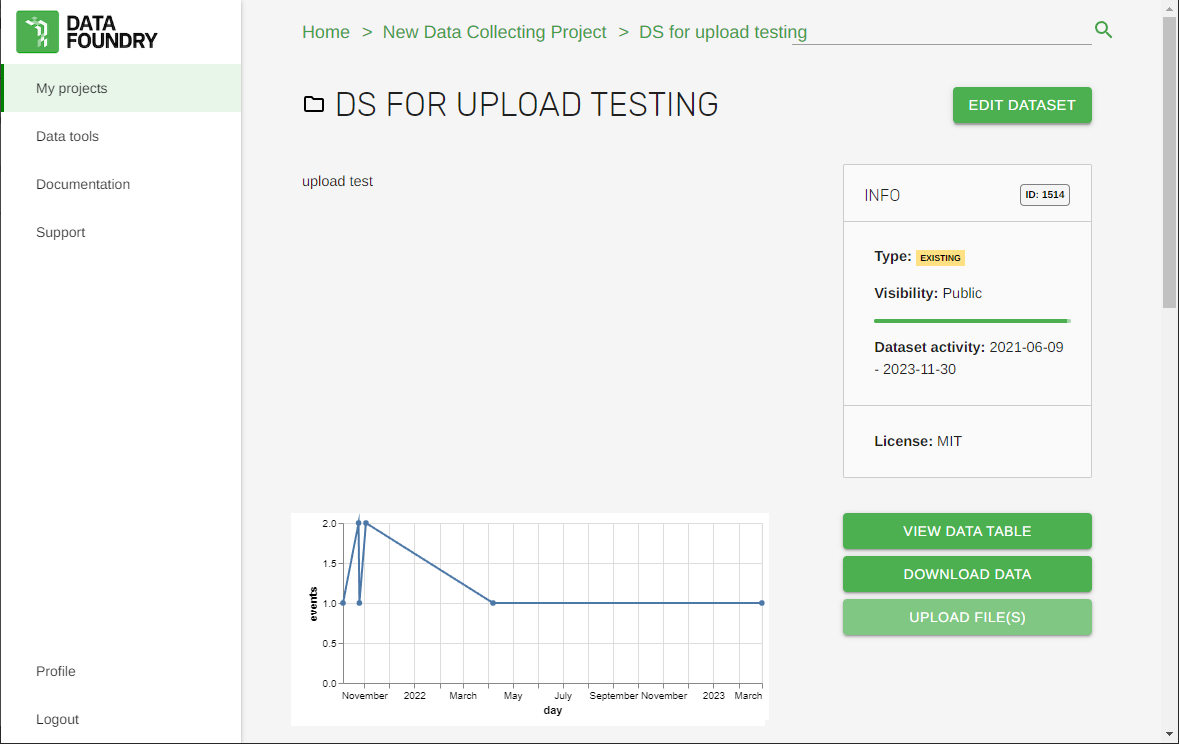 DATA
FOUNDRY
My projects
Data tools
Documentation
Support
Profile
Logout
Home > New Data Collecting Project > DS for upload testing
DS FOR UPLOAD TESTING
EDIT DATASET
upload test
INFO
ID: 1514
Type: EXISTING
Visibility: Public
Dataset activity: 2021-06-09
- 2023-11-30
License: MIT
2.0
1.5
1.0
0.5
0.0
events
November 2022 March May July September November 2023 March
day
VIEW DATA TABLE
DOWNLOAD DATA
UPLOAD FILE(S)